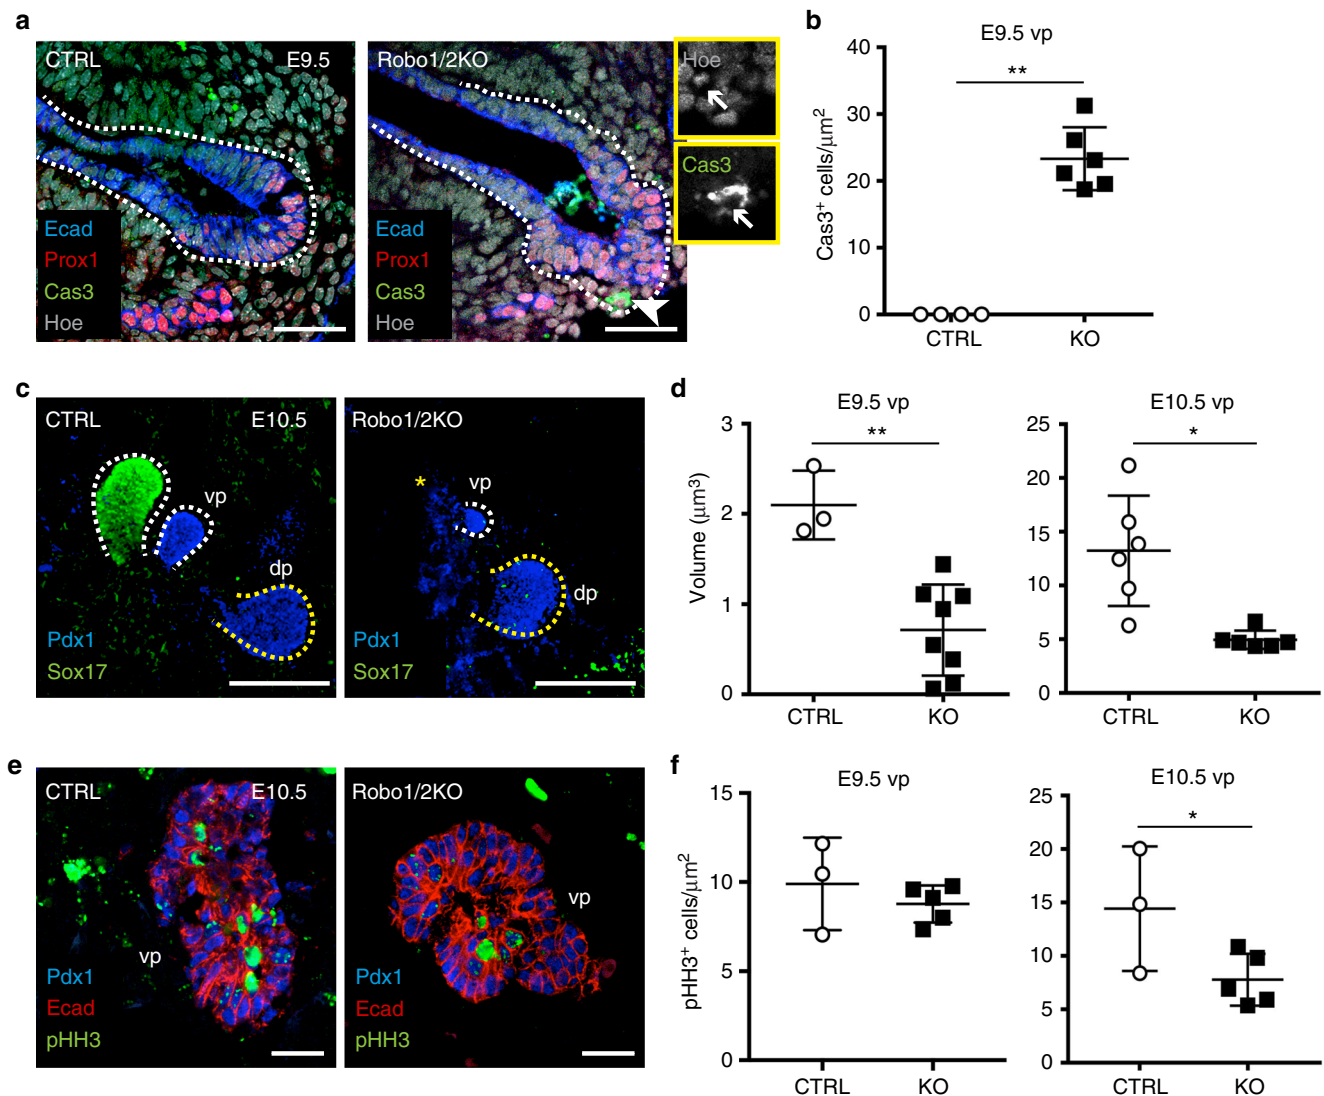 a
CTRL
E9.5
Ecad
Prox1
Cas3
Hoe
Robo1/2KO
Ecad
Prox1
Cas3
Hoe
Hoe
Cas3
b
E9.5 vp
**
Cas3+ cells/μm2
40
30
20
10
0
CTRL
KO
c
CTRL
E10.5
vp
dp
Pdx1
Sox17
Robo1/2KO
*
vp
dp
Pdx1
Sox17
d
E9.5 vp
**
Volume (μm3)
3
2
1
0
CTRL
KO
E10.5 vp
*
25
20
15
10
5
0
CTRL
KO
e
CTRL
E10.5
vp
Pdx1
Ecad
pHH3
Robo1/2KO
vp
Pdx1
Ecad
pHH3
f
E9.5 vp
pHH3+ cells/μm2
15
10
5
0
CTRL
KO
E10.5 vp
*
25
20
15
10
5
0
CTRL
KO